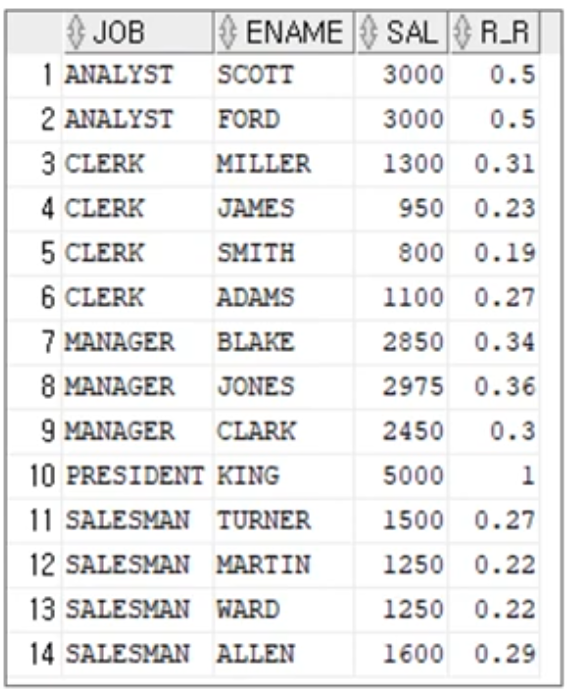 JOB ENAME SAL R_R
1 ANALYST SCOTT 3000 0.5
2 ANALYST FORD 3000 0.5
3 CLERK MILLER 1300 0.31
4 CLERK JAMES 950 0.23
5 CLERK SMITH 800 0.19
6 CLERK ADAMS 1100 0.27
7 MANAGER BLAKE 2850 0.34
8 MANAGER JONES 2975 0.36
9 MANAGER CLARK 2450 0.3
10 PRESIDENT KING 5000 1
11 SALESMAN TURNER 1500 0.27
12 SALESMAN MARTIN 1250 0.22
13 SALESMAN WARD 1250 0.22
14 SALESMAN ALLEN 1600 0.29